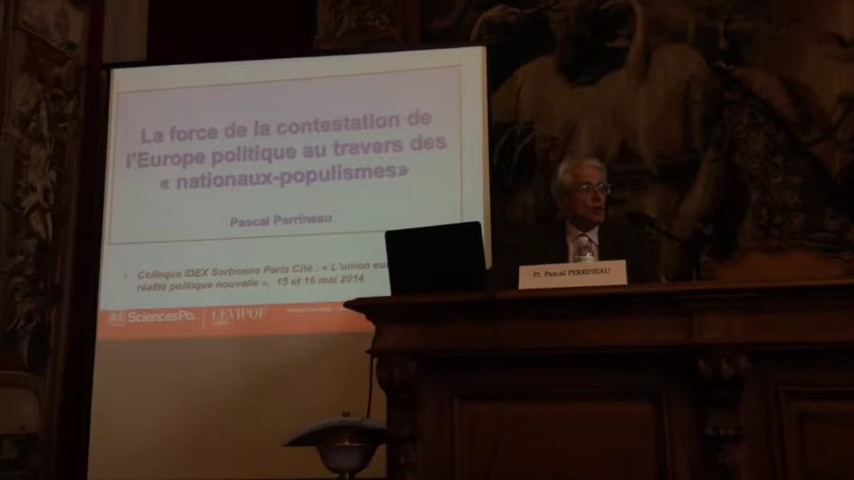 La force de la contestation de
l'Europe politique au travers des
« nationaux-populismes»
Pascal Perrineau
Colloque IDEX Sorbonne Paris Cité : « L'union eu
réalité politique nouvelle », 15 et 16 mai 2014
SciencesPo. CEVIPOF
Pr. Pascal PERRINEAU